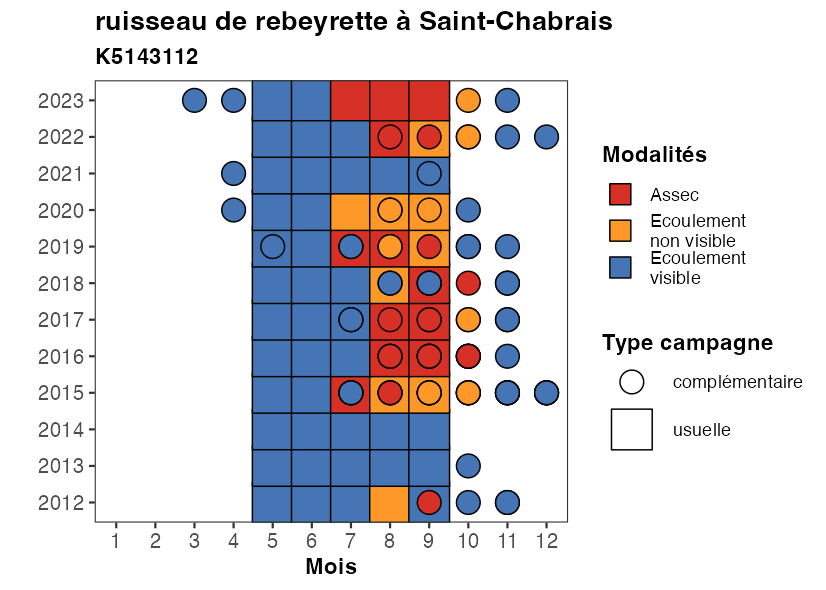 ruisseau de rebeyrette à Saint-Chabrais
K5143112
2023
2022
2021
2020
2019
2018
2017
2016
2015
2014
2013
2012
1 2 3 4 5 6 7 8 9 10 11 12
Mois
Modalités
Assec
Ecoulement
non visible
Ecoulement
visible
Type campagne
complémentaire
usuelle